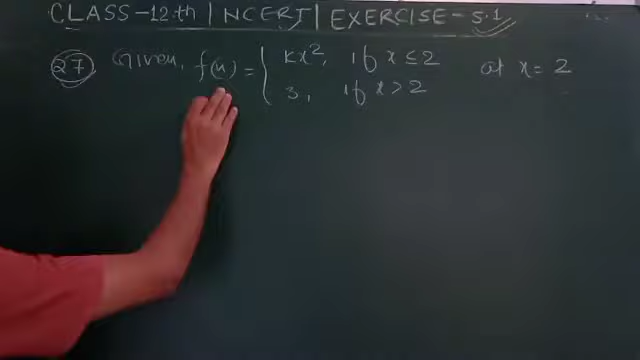 CLASS-12th | NCERT | EXERCISE-5.1
27 Given, f(x) = { kx², if x ≤ 2 at x = 2
3, if x > 2